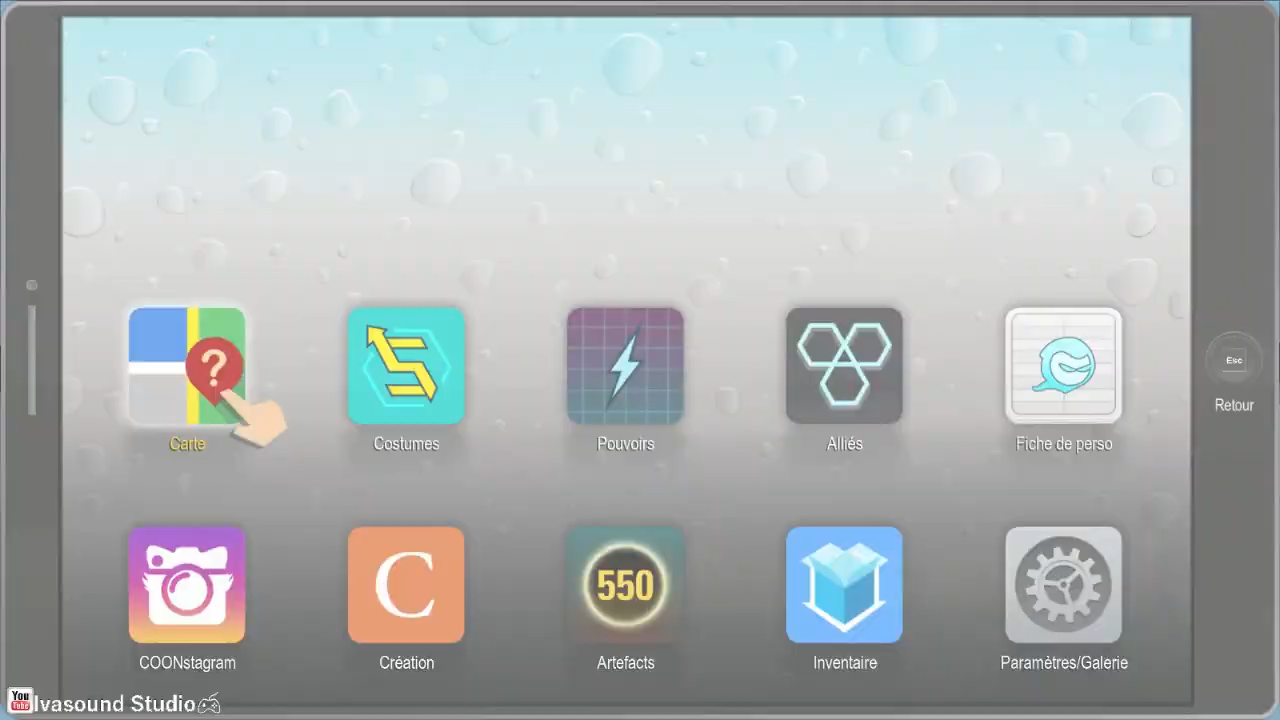 ?
Carte
Costumes
Pouvoirs
Alliés
Fiche de perso
Esc
Retour
C
550
COONstagram
Création
Artefacts
Inventaire
Paramètres/Galerie
You
Tube
lvasound Studio